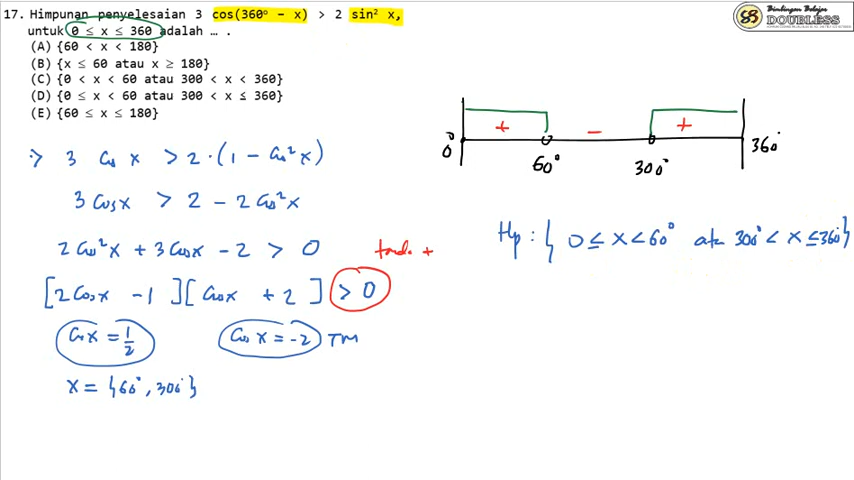 Bimbingan Belajar
DOUBLESS
17. Himpunan penyelesaian 3 cos(360° - x) > 2 sin² x,
untuk 0 ≤ x ≤ 360 adalah … .
(A) {60 < x < 180}
(B) {x ≤ 60 atau x ≥ 180}
(C) {0 < x < 60 atau 300 < x < 360}
(D) {0 ≤ x < 60 atau 300 < x ≤ 360}
(E) {60 ≤ x ≤ 180}
3 Cos x > 2 · (1 - Cos² x)
3 Cos x > 2 - 2 Cos² x
2 Cos² x + 3 Cos x - 2 > 0 tanda +
[2 Cos x - 1] [Cos x + 2] > 0
Cos x = 1/2 Cos x = -2 TM
x = {60°, 300°}
+ - +
0° 60° 300° 360°
Hp : { 0 ≤ x < 60° atau 300° < x ≤ 360° }